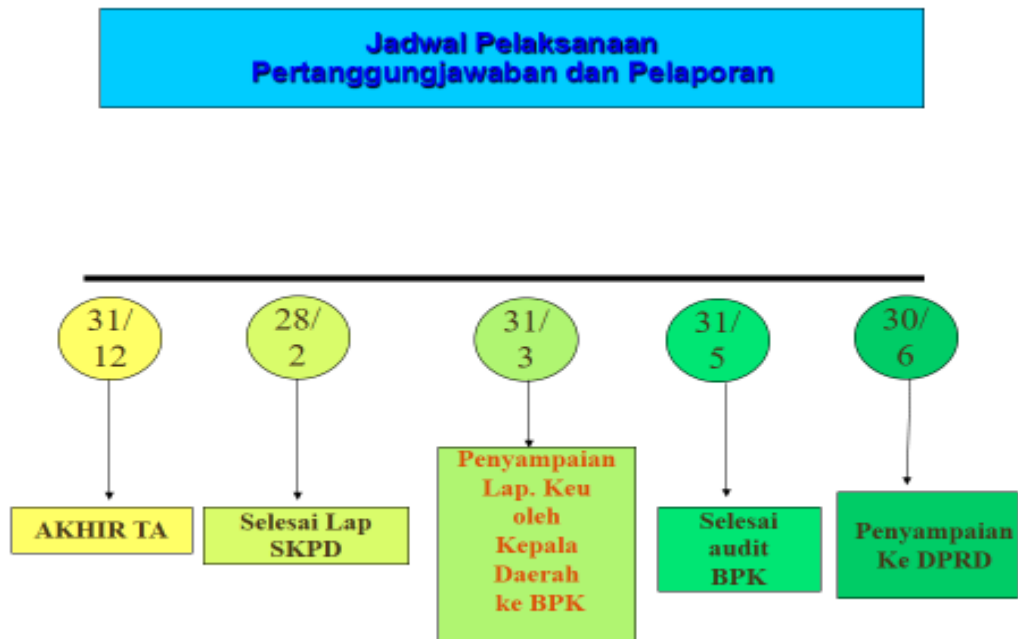 Jadwal Pelaksanaan
Pertanggungjawaban dan Pelaporan
31/
12
28/
2
31/
3
31/
5
30/
6
AKHIR TA
Selesai Lap
SKPD
Penyampaian
Lap. Keu
oleh
Kepala
Daerah
ke BPK
Selesai
audit
BPK
Penyampaian
Ke DPRD